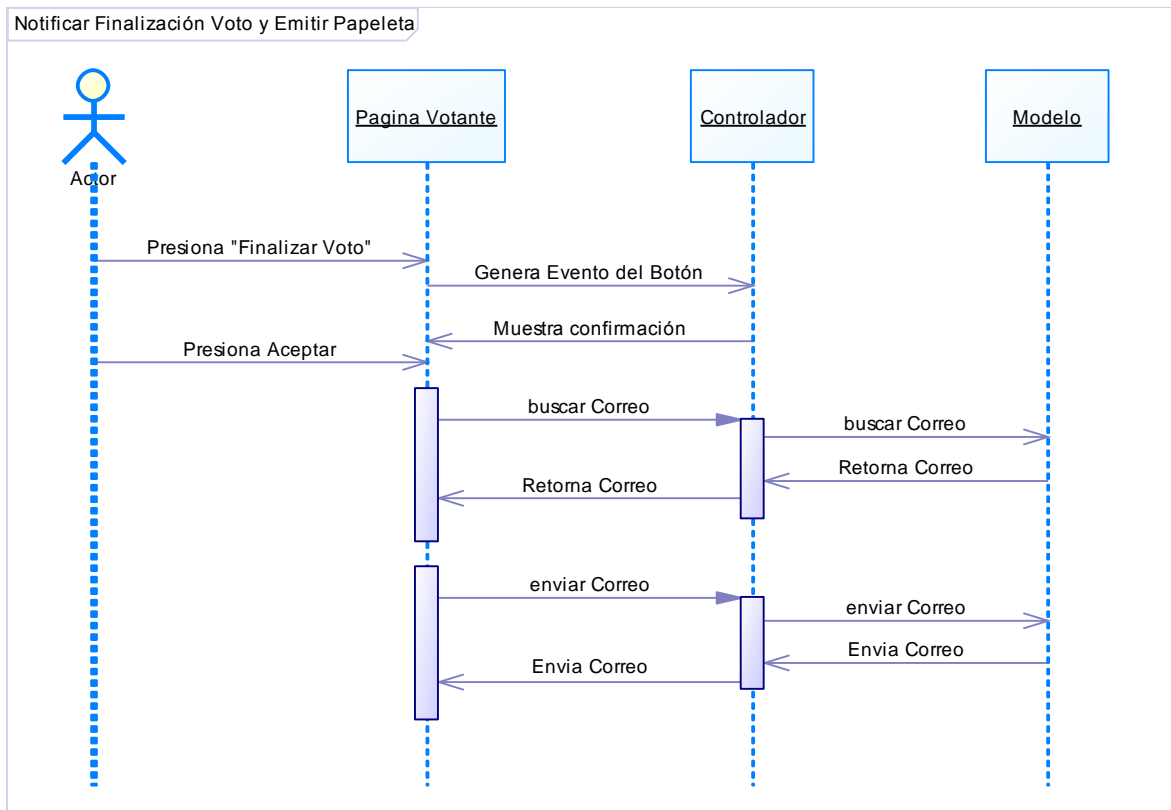 Notificar Finalización Voto y Emitir Papeleta
Actor
Pagina Votante
Controlador
Modelo
Presiona "Finalizar Voto"
Genera Evento del Botón
Muestra confirmación
Presiona Aceptar
buscar Correo
buscar Correo
Retorna Correo
Retorna Correo
enviar Correo
enviar Correo
Envia Correo
Envia Correo